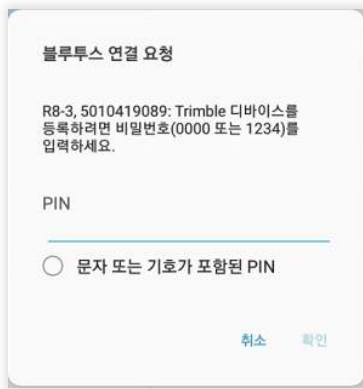 블루투스 연결 요청
R8-3, 5010419089: Trimble 디바이스를
등록하려면 비밀번호(0000 또는 1234)를
입력하세요.
PIN
문자 또는 기호가 포함된 PIN
취소 확인